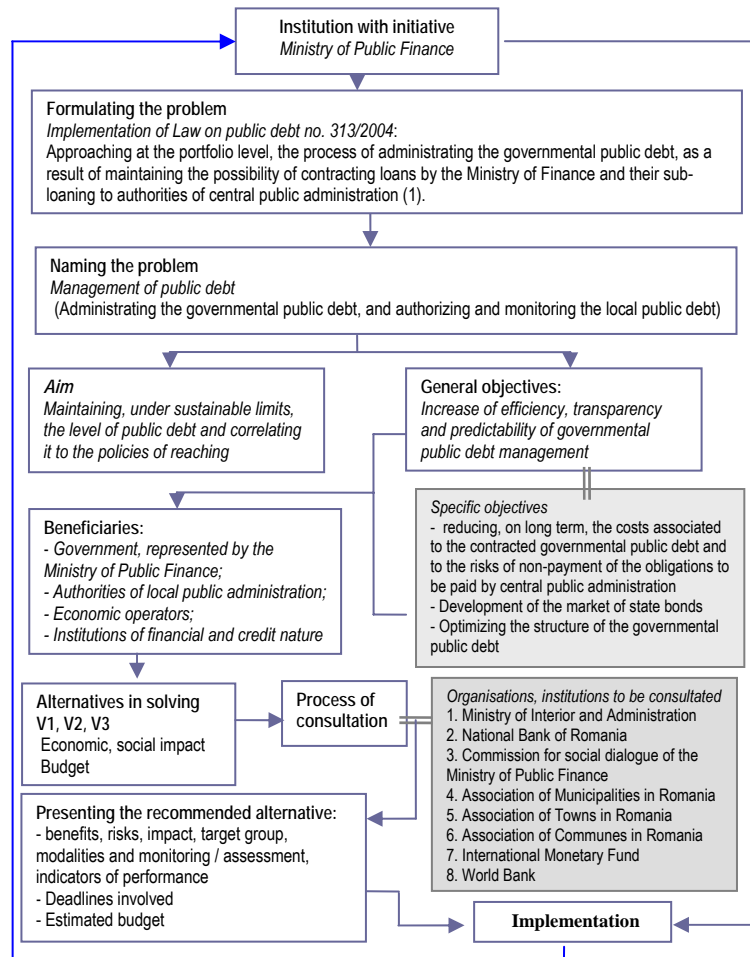 Institution with initiative
Ministry of Public Finance
Formulating the problem
Implementation of Law on public debt no. 313/2004:
Approaching at the portfolio level, the process of administrating the governmental public debt, as a
result of maintaining the possibility of contracting loans by the Ministry of Finance and their sub-
loaning to authorities of central public administration (1).
Naming the problem
Management of public debt
(Administrating the governmental public debt, and authorizing and monitoring the local public debt)
Aim
Maintaining, under sustainable limits,
the level of public debt and correlating
it to the policies of reaching
General objectives:
Increase of efficiency, transparency
and predictability of governmental
public debt management
Specific objectives
- reducing, on long term, the costs associated
to the contracted governmental public debt and
to the risks of non-payment of the obligations to
be paid by central public administration
- Development of the market of state bonds
- Optimizing the structure of the governmental
public debt
Beneficiaries:
- Government, represented by the
Ministry of Public Finance;
- Authorities of local public administration;
- Economic operators;
- Institutions of financial and credit nature
Alternatives in solving
V1, V2, V3
Economic, social impact
Budget
Process of
consultation
Organisations, institutions to be consultated
1. Ministry of Interior and Administration
2. National Bank of Romania
3. Commission for social dialogue of the
Ministry of Public Finance
4. Association of Municipalities in Romania
5. Association of Towns in Romania
6. Association of Communes in Romania
7. International Monetary Fund
8. World Bank
Presenting the recommended alternative:
- benefits, risks, impact, target group,
modalities and monitoring / assessment,
indicators of performance
- Deadlines involved
- Estimated budget
Implementation